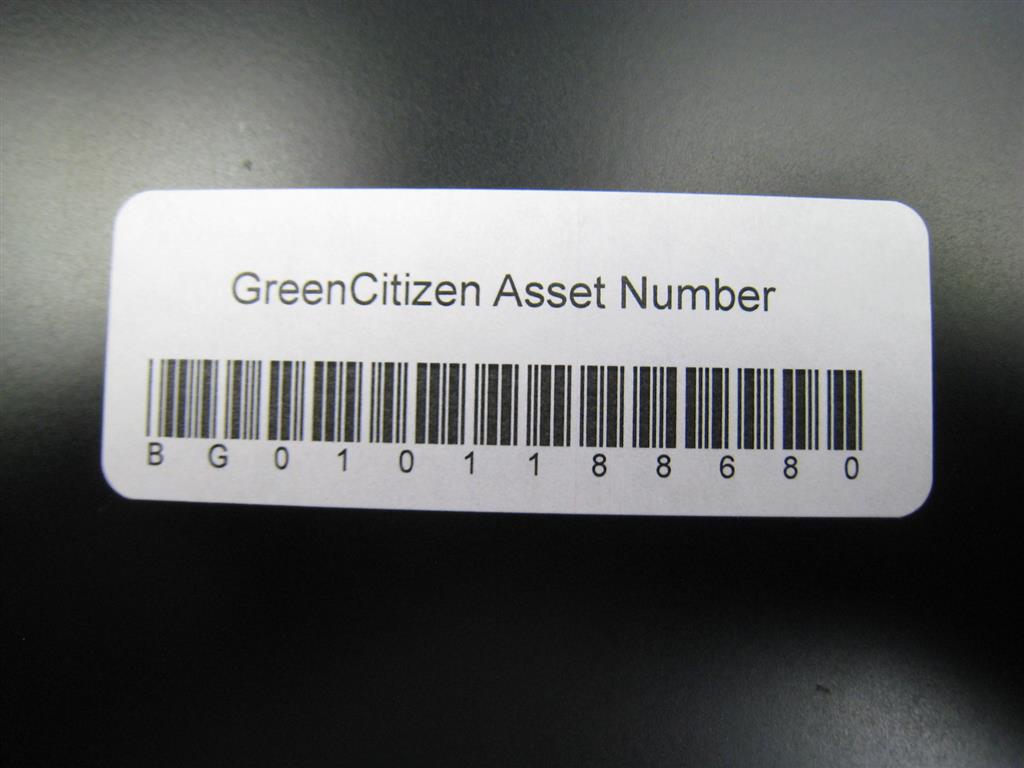 GreenCitizen Asset Number
B G 0 1 0 1 1 8 8 6 8 0